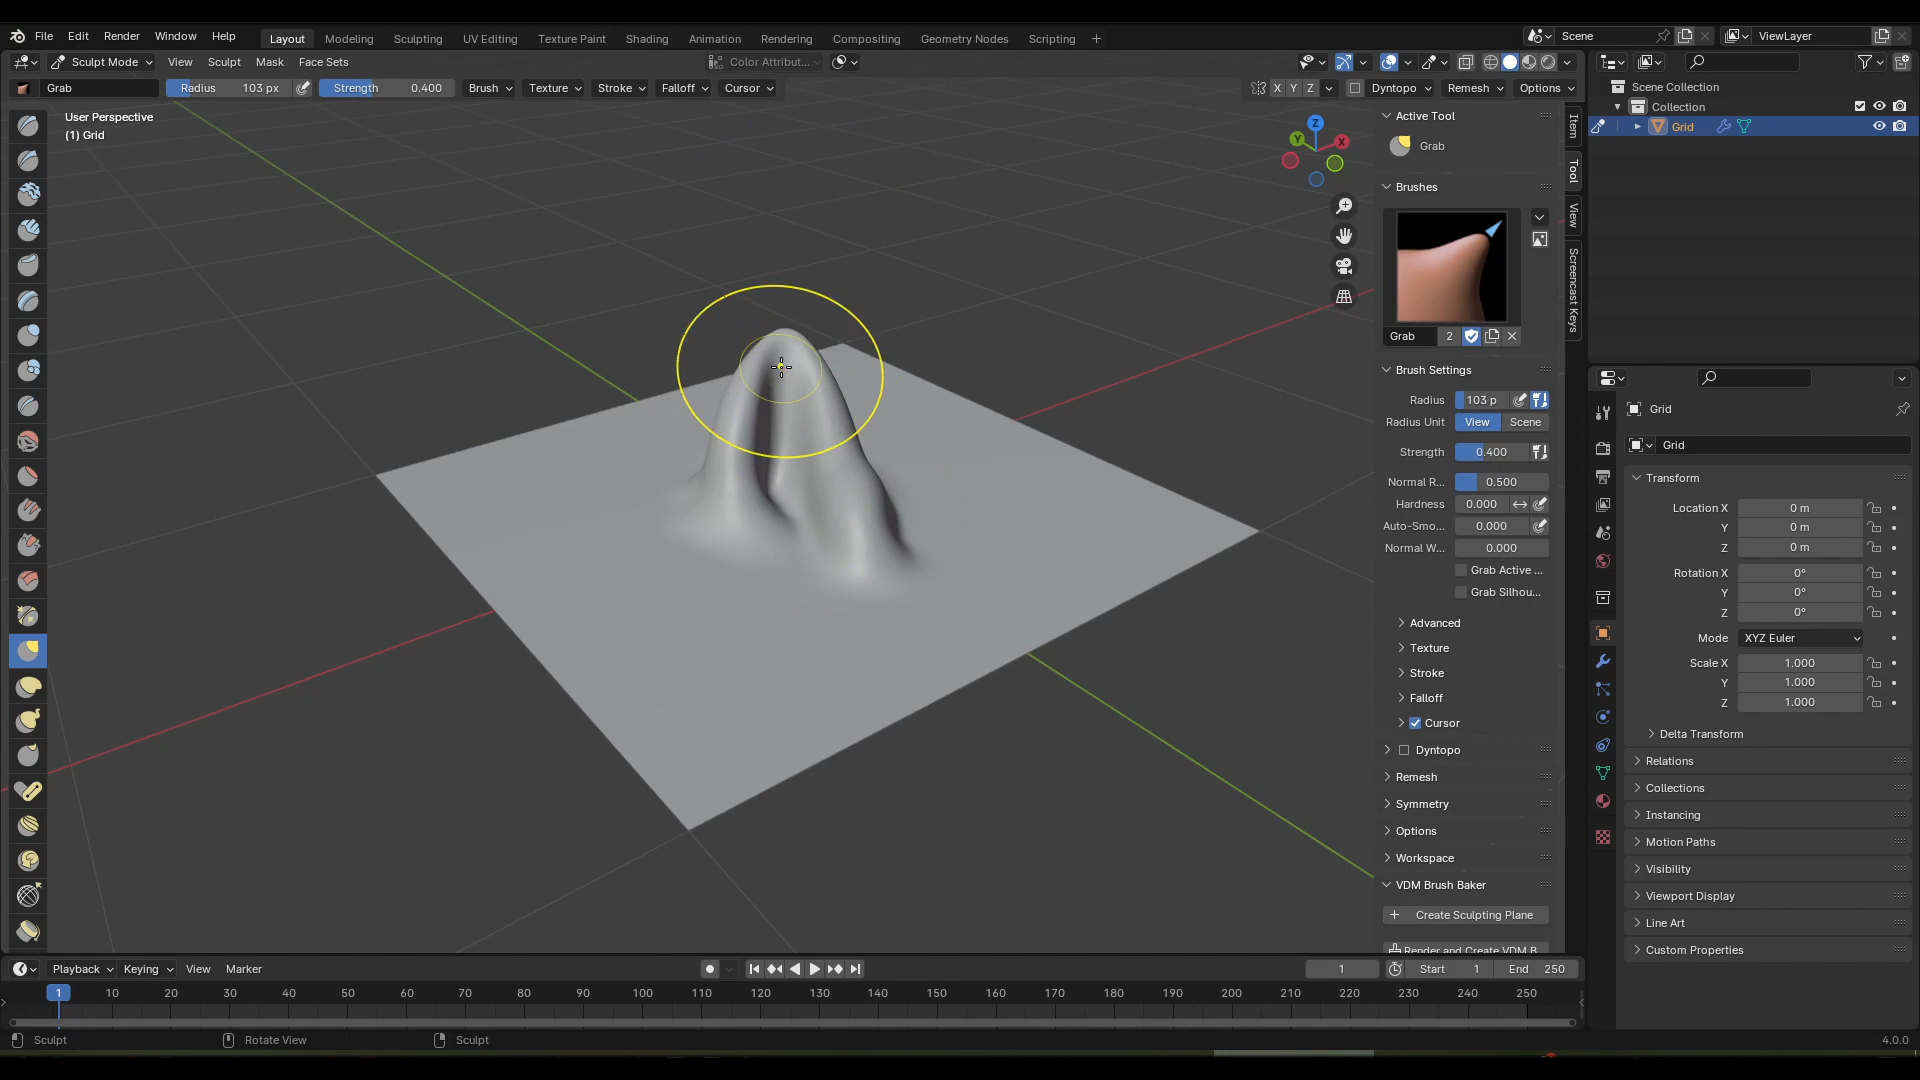 File Edit Render Window Help
Layout Modeling Sculpting UV Editing Texture Paint Shading Animation Rendering Compositing Geometry Nodes Scripting +
Scene
ViewLayer
Sculpt Mode View Sculpt Mask Face Sets
Color Attribut...
Grab Radius 103 px Strength 0.400 Brush Texture Stroke Falloff Cursor
X Y Z Dyntopo Remesh Options
User Perspective
(1) Grid
Z
Y X
Active Tool
Grab
Brushes
Grab 2
Brush Settings
Radius 103 p
Radius Unit View Scene
Strength 0.400
Normal R... 0.500
Hardness 0.000
Auto-Smo... 0.000
Normal W... 0.000
Grab Active ...
Grab Silhou...
Advanced
Texture
Stroke
Falloff
Cursor
Dyntopo
Remesh
Symmetry
Options
Workspace
VDM Brush Baker
+ Create Sculpting Plane
Render and Create VDM B
Item
Tool
View
Screencast Keys
Scene Collection
Collection
Grid
Grid
Grid
Transform
Location X 0 m
Y 0 m
Z 0 m
Rotation X 0°
Y 0°
Z 0°
Mode XYZ Euler
Scale X 1.000
Y 1.000
Z 1.000
Delta Transform
Relations
Collections
Instancing
Motion Paths
Visibility
Viewport Display
Line Art
Custom Properties
Playback Keying View Marker
1 Start 1 End 250
1 10 20 30 40 50 60 70 80 90 100 110 120 130 140 150 160 170 180 190 200 210 220 230 240 250
Sculpt Rotate View Sculpt
4.0.0